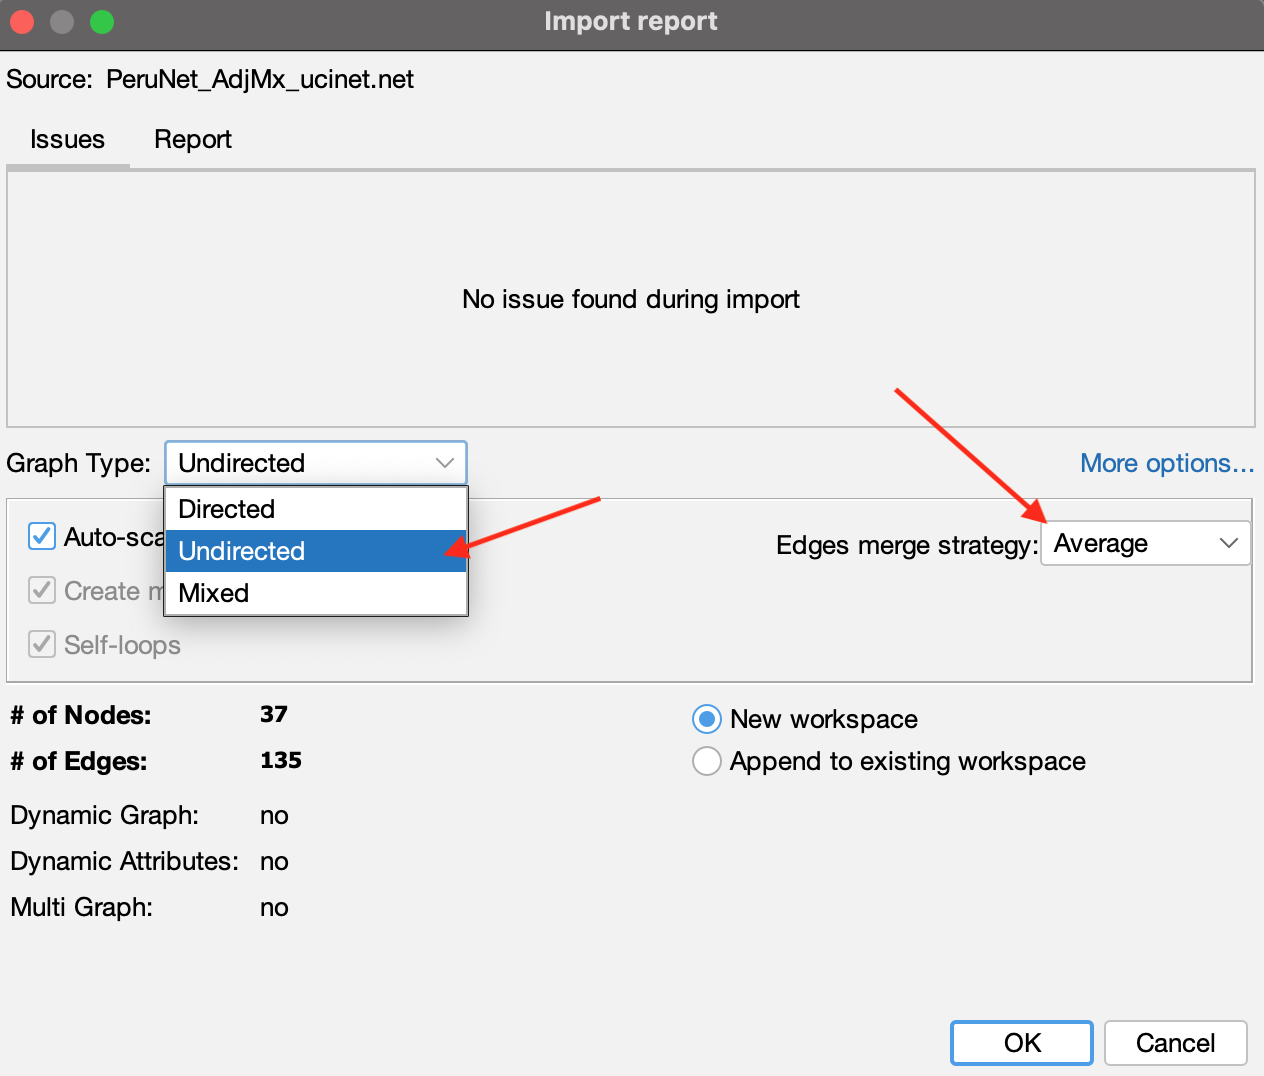 Import report
Source: PeruNet_AdjMx_ucinet.net
Issues Report
No issue found during import
Graph Type: Undirected More options...
Directed
Auto-sca Undirected Edges merge strategy: Average
Create m Mixed
Self-loops
# of Nodes: 37 New workspace
# of Edges: 135 Append to existing workspace
Dynamic Graph: no
Dynamic Attributes: no
Multi Graph: no
OK Cancel